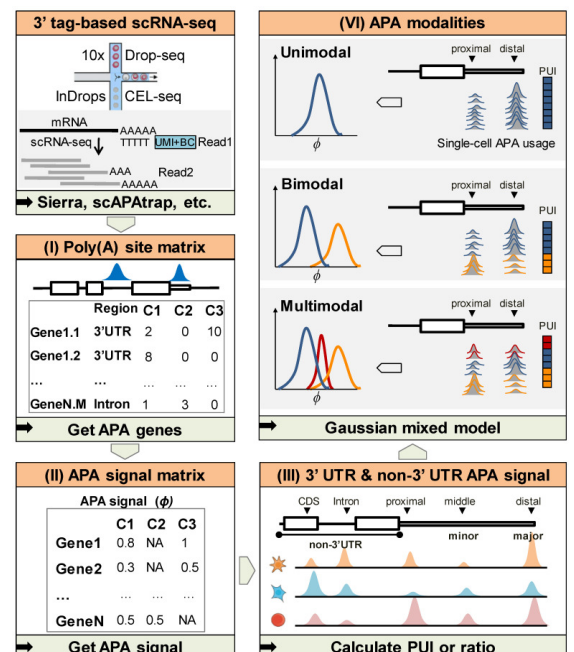 3' tag-based scRNA-seq
10x Drop-seq
InDrops CEL-seq
mRNA
AAAAA
scRNA-seq TTTTT UMI+BC Read1
AAA Read2
AAAAA
Sierra, scAPAtrap, etc.
(I) Poly(A) site matrix
Region C1 C2 C3
Gene1.1 3'UTR 2 0 10
Gene1.2 3'UTR 8 0 0
... ... ... ... ...
GeneN.M Intron 1 3 0
Get APA genes
(II) APA signal matrix
APA signal (ϕ)
C1 C2 C3
Gene1 0.8 NA 1
Gene2 0.3 NA 0.5
... ... ... ...
GeneN 0.5 0.5 NA
Get APA signal
(VI) APA modalities
Unimodal
proximal distal
PUI
ϕ
Single-cell APA usage
Bimodal
proximal distal
PUI
ϕ
Multimodal
proximal distal
PUI
ϕ
Gaussian mixed model
(III) 3' UTR & non-3' UTR APA signal
CDS Intron proximal middle distal
non-3'UTR minor major
Calculate PUI or ratio